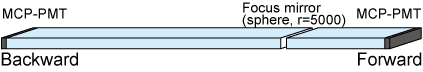 MCP-PMT
Focus mirror
(sphere, r=5000)
MCP-PMT
Backward
Forward